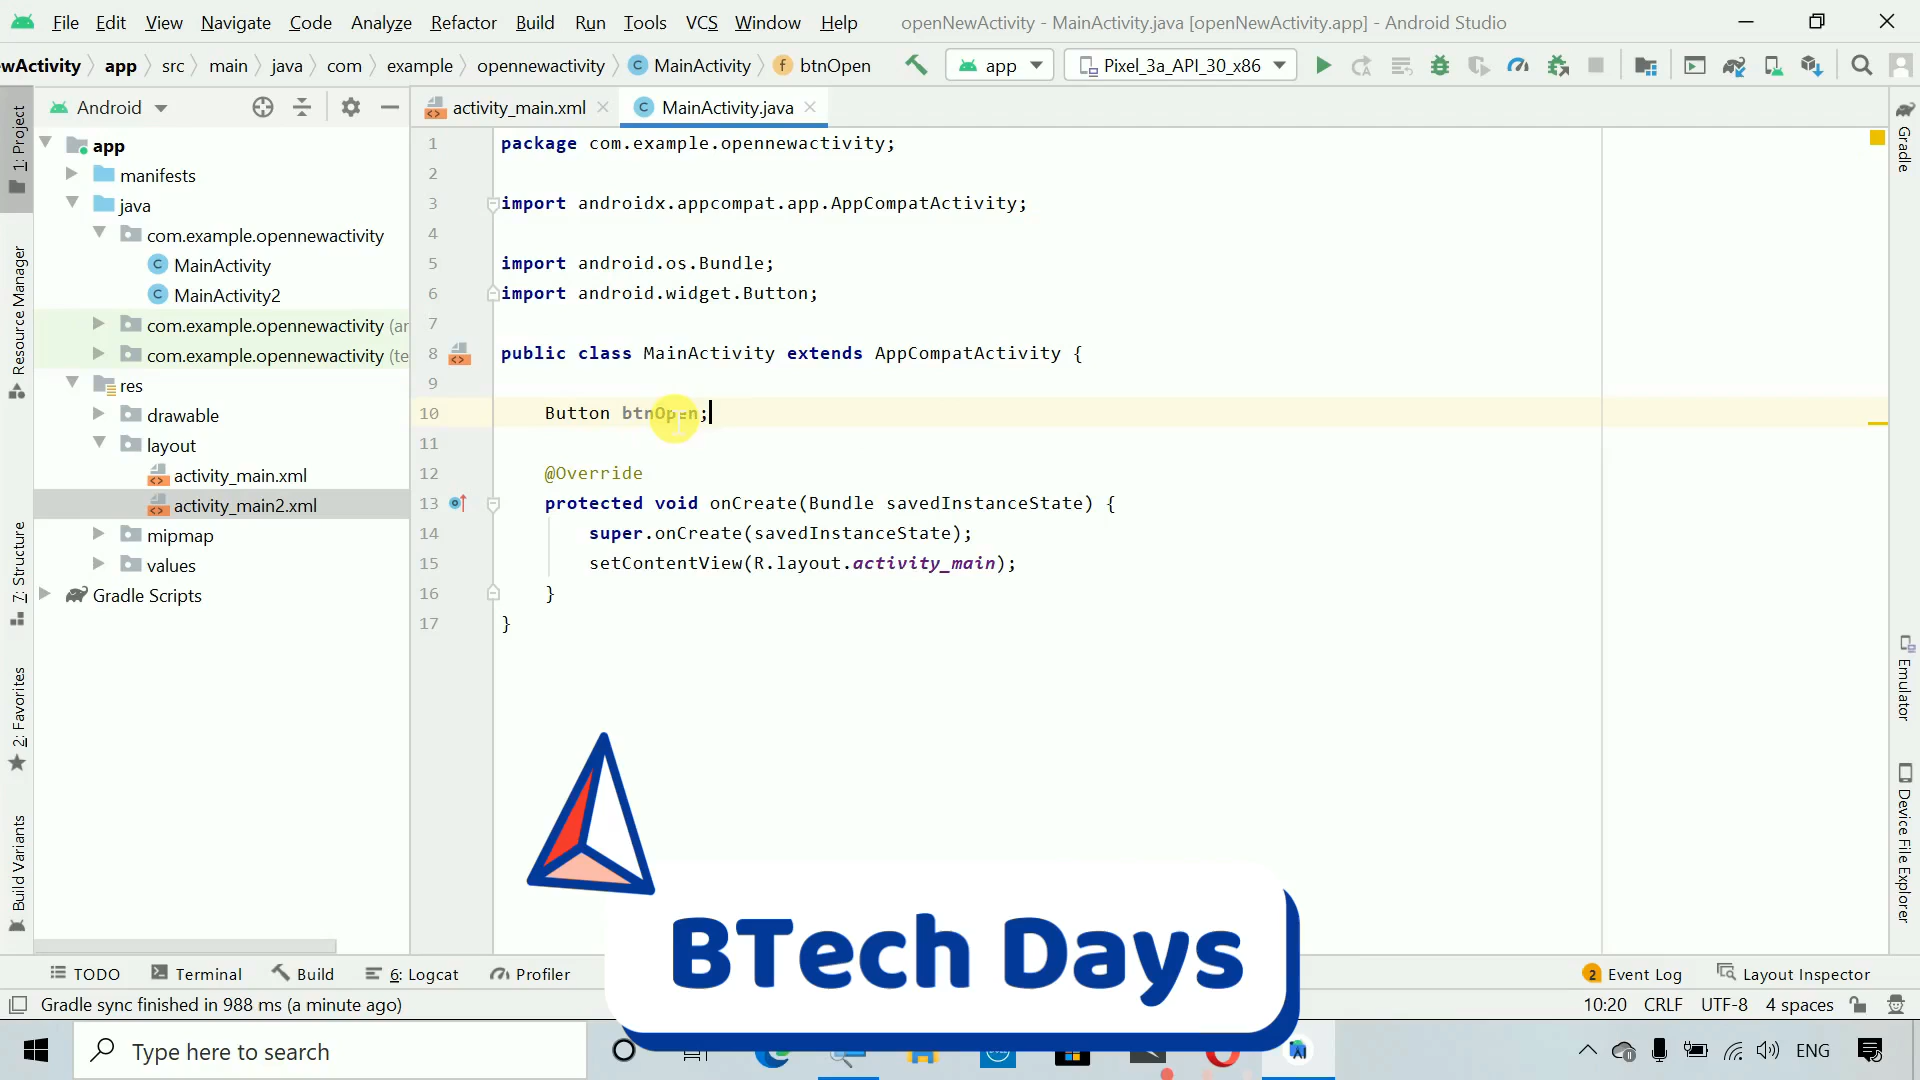 File Edit View Navigate Code Analyze Refactor Build Run Tools VCS Window Help openNewActivity - MainActivity.java [openNewActivity.app] - Android Studio
wActivity app src main java com example opennewactivity MainActivity btnOpen app Pixel_3a_API_30_x86
Android
activity_main.xml MainActivity.java
1: Project
Resource Manager
7: Structure
2: Favorites
Build Variants
app
manifests
java
com.example.opennewactivity
MainActivity
MainActivity2
com.example.opennewactivity (ar
com.example.opennewactivity (te
res
drawable
layout
activity_main.xml
activity_main2.xml
mipmap
values
Gradle Scripts
1 package com.example.opennewactivity;
2
3 import androidx.appcompat.app.AppCompatActivity;
4
5 import android.os.Bundle;
6 import android.widget.Button;
7
8 public class MainActivity extends AppCompatActivity {
9
10 Button btnOpen;
11
12 @Override
13 protected void onCreate(Bundle savedInstanceState) {
14 super.onCreate(savedInstanceState);
15 setContentView(R.layout.activity_main);
16 }
17 }
Gradle
Emulator
Device File Explorer
BTech Days
TODO Terminal Build 6: Logcat Profiler 2 Event Log Layout Inspector
Gradle sync finished in 988 ms (a minute ago) 10:20 CRLF UTF-8 4 spaces
Type here to search ENG